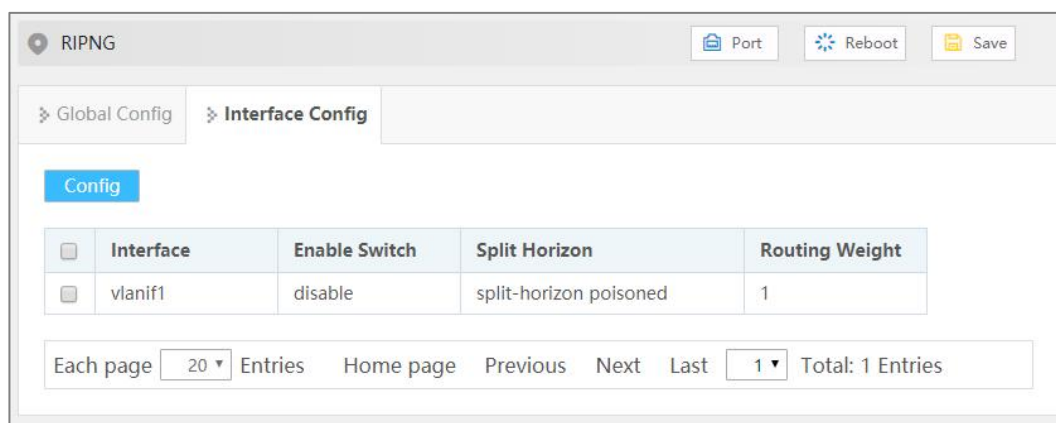 RIPNG Port Reboot Save
Global Config Interface Config
Config
Interface Enable Switch Split Horizon Routing Weight
vlanif1 disable split-horizon poisoned 1
Each page 20 Entries Home page Previous Next Last 1 Total: 1 Entries